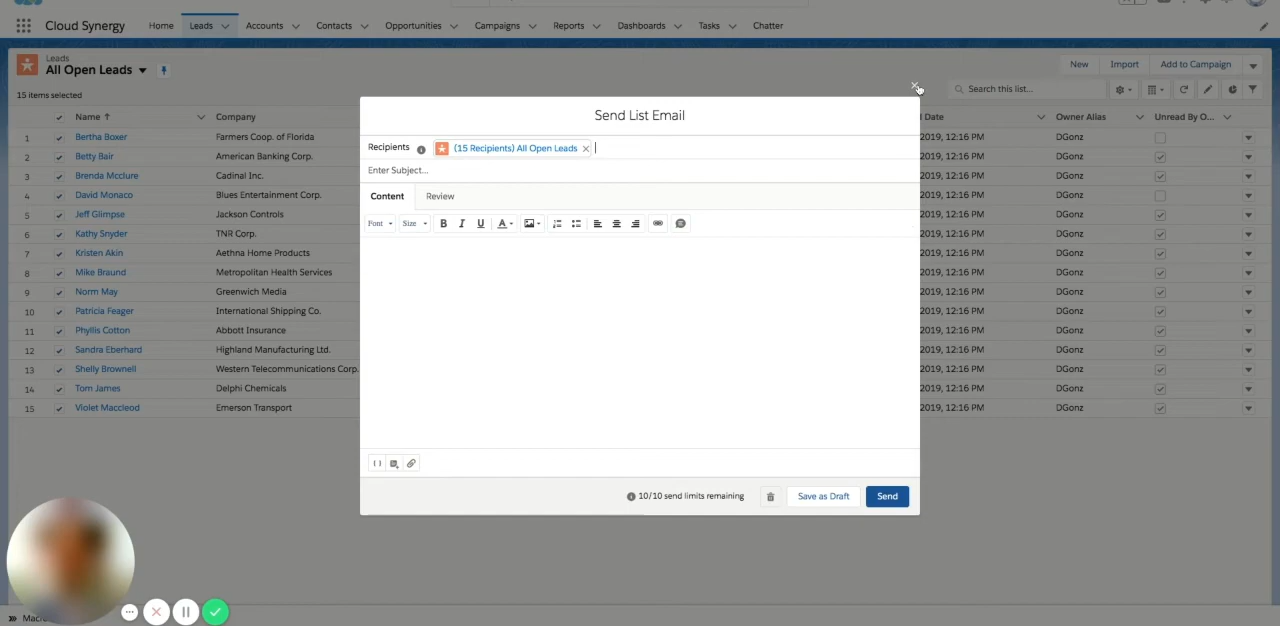 Cloud Synergy Home Leads Accounts Contacts Opportunities Campaigns Reports Dashboards Tasks Chatter
Leads
All Open Leads
New Import Add to Campaign
15 items selected
Search this list...
Name Company Date Owner Alias Unread By O...
1 Bertha Boxer Farmers Coop. of Florida 2019, 12:16 PM DGonz
2 Betty Bair American Banking Corp. 2019, 12:16 PM DGonz
3 Brenda Mcclure Cadinal Inc. 2019, 12:16 PM DGonz
4 David Monaco Blues Entertainment Corp. 2019, 12:16 PM DGonz
5 Jeff Glimpse Jackson Controls 2019, 12:16 PM DGonz
6 Kathy Snyder TNR Corp. 2019, 12:16 PM DGonz
7 Kristen Akin Aethna Home Products 2019, 12:16 PM DGonz
8 Mike Braund Metropolitan Health Services 2019, 12:16 PM DGonz
9 Norm May Greenwich Media 2019, 12:16 PM DGonz
10 Patricia Feager International Shipping Co. 2019, 12:16 PM DGonz
11 Phyllis Cotton Abbott Insurance 2019, 12:16 PM DGonz
12 Sandra Eberhard Highland Manufacturing Ltd. 2019, 12:16 PM DGonz
13 Shelly Brownell Western Telecommunications Corp. 2019, 12:16 PM DGonz
14 Tom James Delphi Chemicals 2019, 12:16 PM DGonz
15 Violet Maccleod Emerson Transport 2019, 12:16 PM DGonz
Send List Email
Recipients (15 Recipients) All Open Leads
Enter Subject...
Content Review
Font Size B I U A
10/10 send limits remaining Save as Draft Send